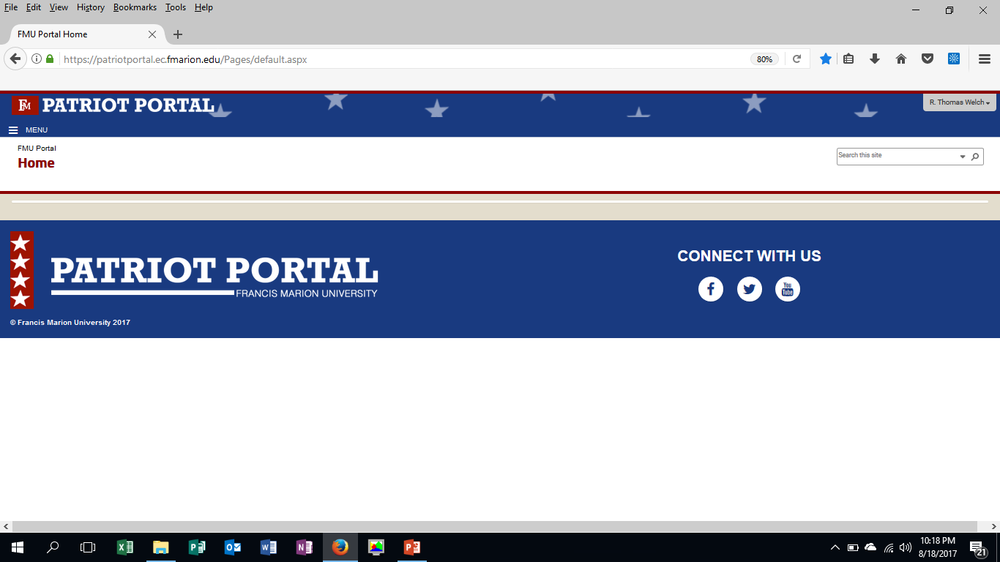 File Edit View History Bookmarks Tools Help
FMU Portal Home
https://patriotportal.ec.fmarion.edu/Pages/default.aspx 80%
FM PATRIOT PORTAL R. Thomas Welch
MENU
FMU Portal
Home
Search this site
PATRIOT PORTAL
FRANCIS MARION UNIVERSITY
© Francis Marion University 2017
CONNECT WITH US
You Tube
10:18 PM
8/18/2017
21